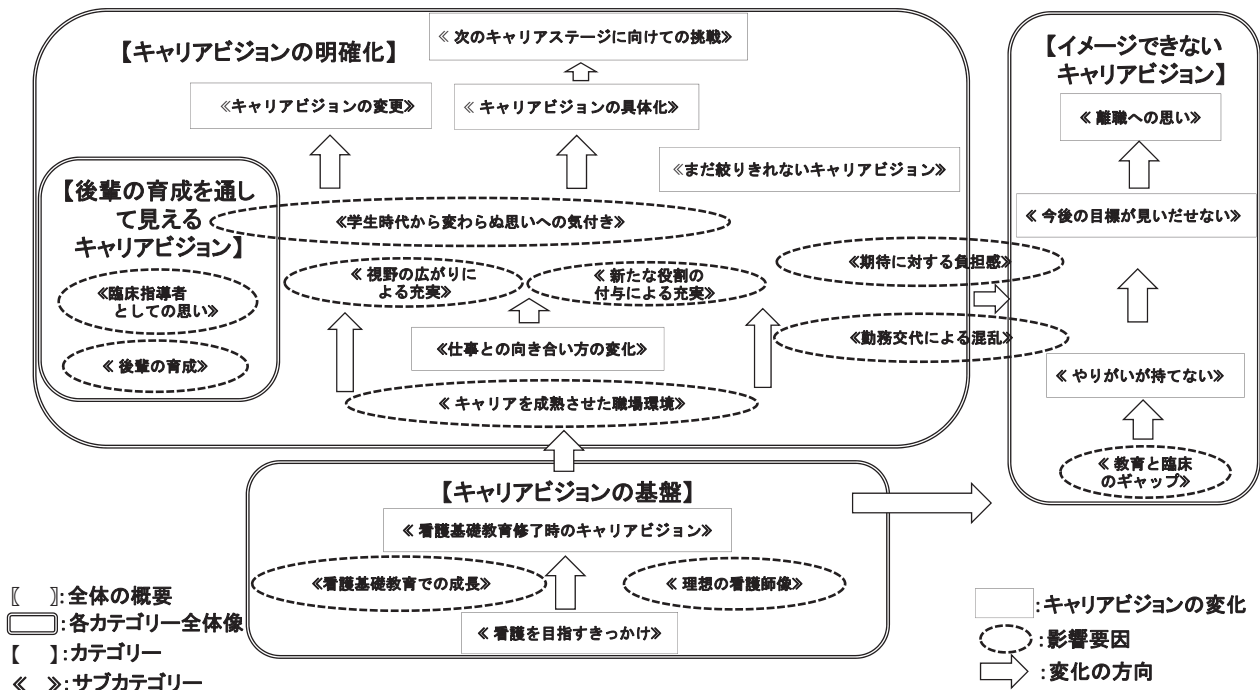 【キャリアビジョンの明確化】
≪ 次のキャリアステージに向けての挑戦≫
≪キャリアビジョンの変更≫
≪ キャリアビジョンの具体化≫
≪まだ絞りきれないキャリアビジョン≫
【後輩の育成を通し
て見える
キャリアビジョン】
≪学生時代から変わらぬ思いへの気付き≫
≪臨床指導者
としての思い≫
≪ 後輩の育成≫
≪ 視野の広がりに
よる充実≫
≪ 新たな役割の
付与による充実≫
≪期待に対する負担感≫
≪仕事との向き合い方の変化≫
≪勤務交代による混乱≫
≪ キャリアを成熟させた職場環境≫
【イメージできない
キャリアビジョン】
≪ 離職への思い≫
≪ 今後の目標が見いだせない≫
≪ やりがいが持てない≫
≪ 教育と臨床
のギャップ≫
【キャリアビジョンの基盤】
≪ 看護基礎教育修了時のキャリアビジョン≫
≪看護基礎教育での成長≫
≪ 理想の看護師像≫
≪ 看護を目指すきっかけ≫
〖 〗:全体の概要
:各カテゴリー全体像
【 】:カテゴリー
≪ ≫:サブカテゴリー
:キャリアビジョンの変化
:影響要因
:変化の方向